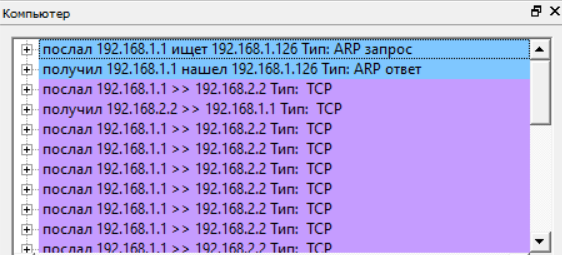 Компьютер
послал 192.168.1.1 ищет 192.168.1.126 Тип: ARP запрос
получил 192.168.1.1 нашел 192.168.1.126 Тип: ARP ответ
послал 192.168.1.1 >> 192.168.2.2 Тип: TCP
получил 192.168.2.2 >> 192.168.1.1 Тип: TCP
послал 192.168.1.1 >> 192.168.2.2 Тип: TCP
послал 192.168.1.1 >> 192.168.2.2 Тип: TCP
послал 192.168.1.1 >> 192.168.2.2 Тип: TCP
послал 192.168.1.1 >> 192.168.2.2 Тип: TCP
послал 192.168.1.1 >> 192.168.2.2 Тип: TCP
послал 192.168.1.1 >> 192.168.2.2 Тип: TCP
послал 192.168.1.1 >> 192.168.2.2 Тип: TCP